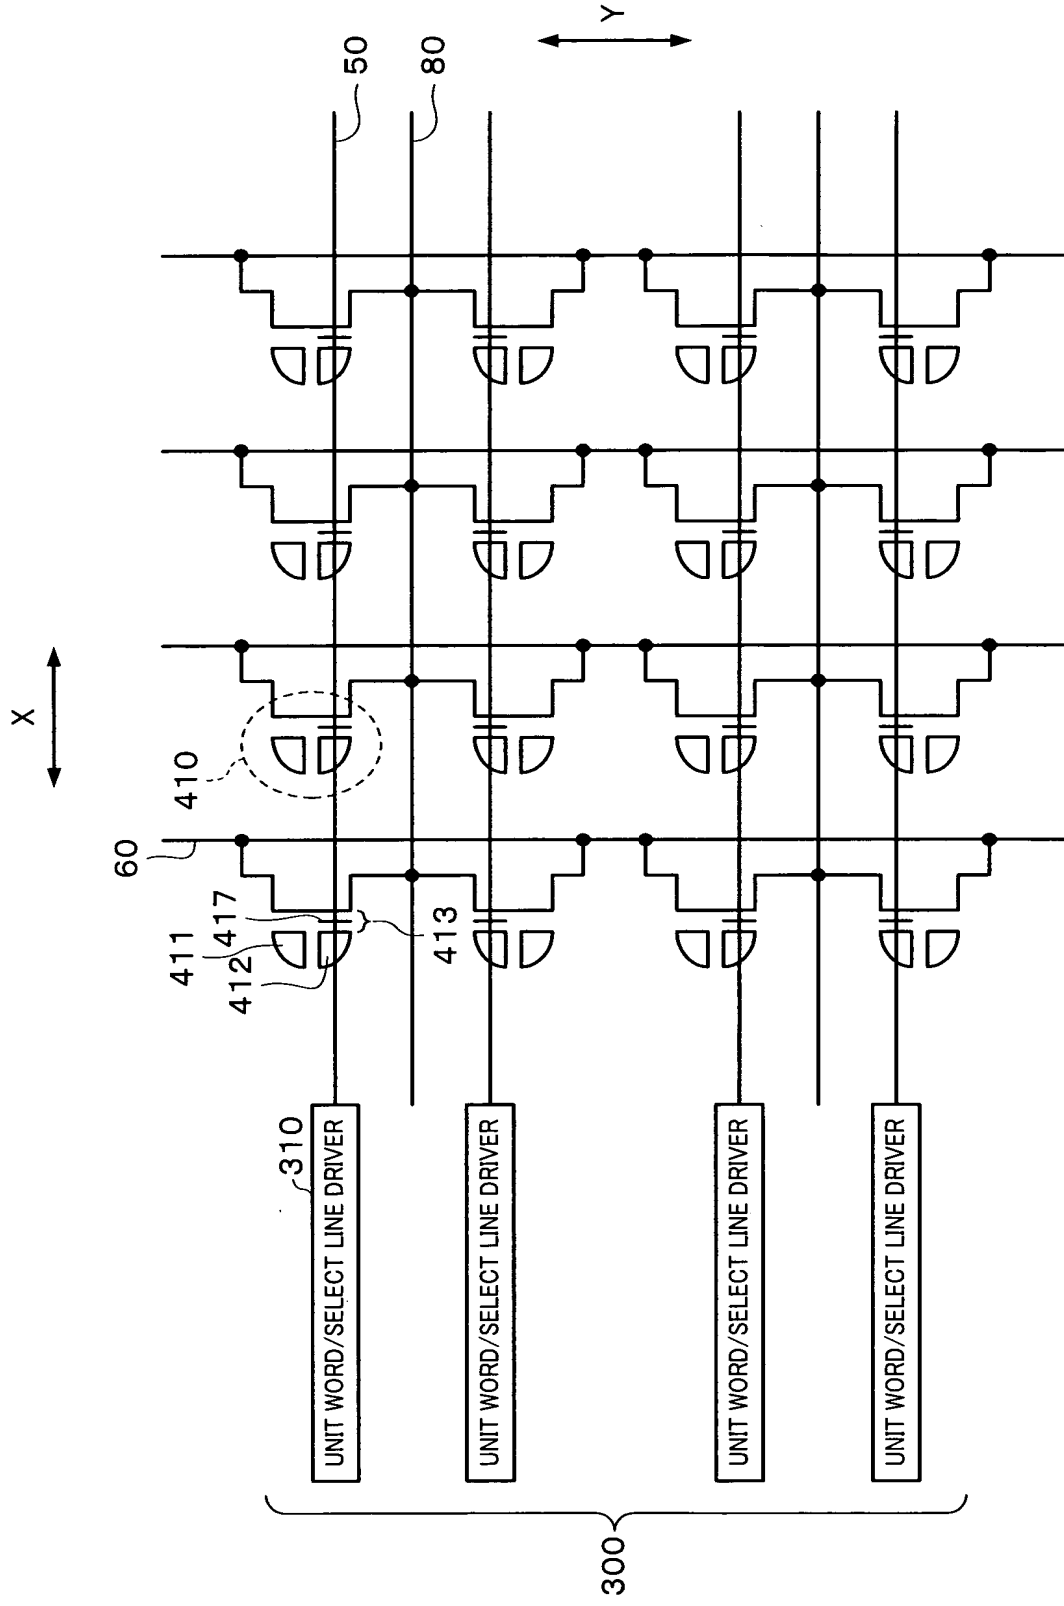 X
Y
50
80
60
410
411
417
412
413
310
UNIT WORD/SELECT LINE DRIVER
UNIT WORD/SELECT LINE DRIVER
UNIT WORD/SELECT LINE DRIVER
UNIT WORD/SELECT LINE DRIVER
300